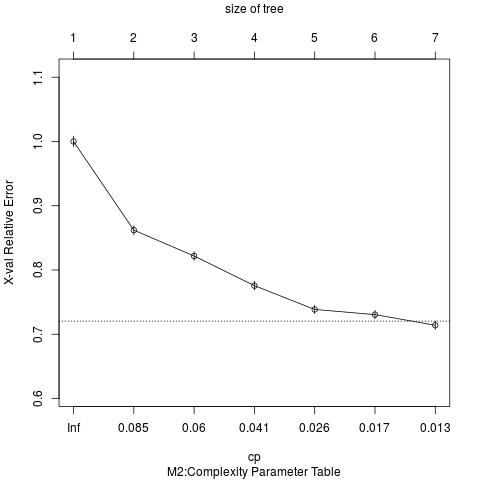 size of tree
1 2 3 4 5 6 7
X-val Relative Error
1.1
1.0
0.9
0.8
0.7
0.6
Inf 0.085 0.06 0.041 0.026 0.017 0.013
cp
M2:Complexity Parameter Table